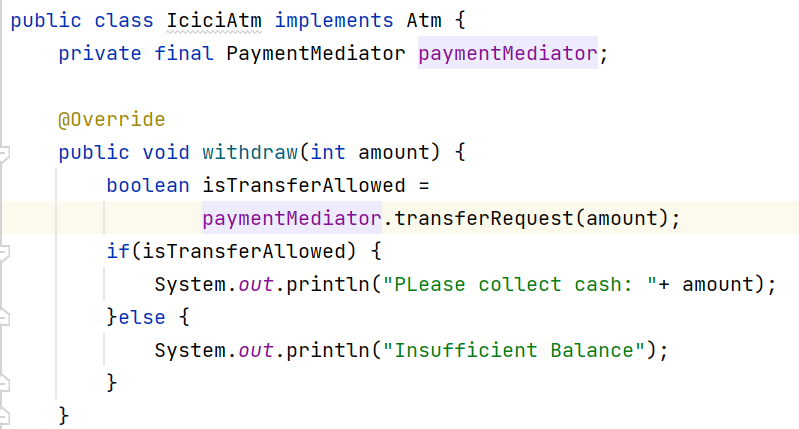 public class IciciAtm implements Atm {
    private final PaymentMediator paymentMediator;

    @Override
    public void withdraw(int amount) {
        boolean isTransferAllowed =
                paymentMediator.transferRequest(amount);
        if(isTransferAllowed) {
            System.out.println("PLease collect cash: "+ amount);
        }else {
            System.out.println("Insufficient Balance");
        }
    }